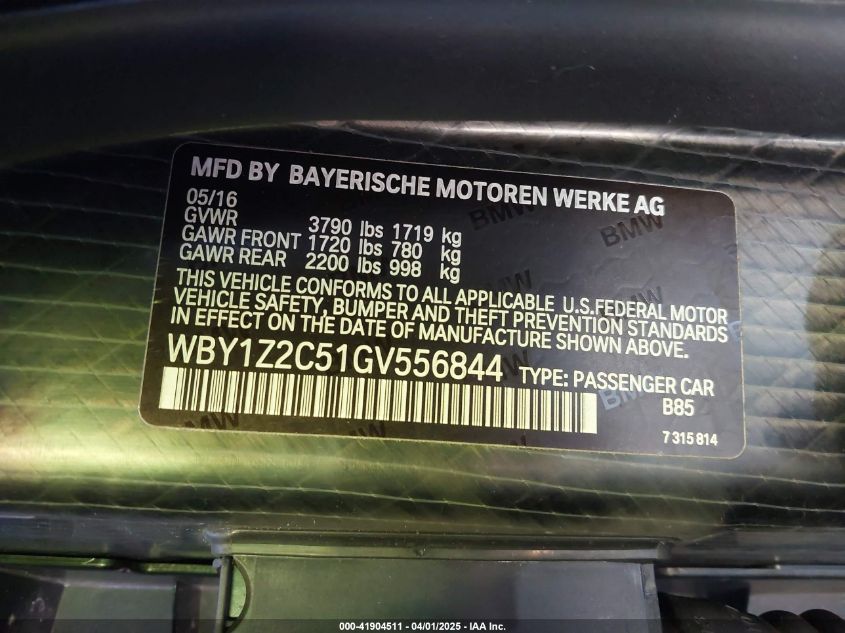 MFD BY BAYERISCHE MOTOREN WERKE AG
05/16
GVWR 3790 lbs 1719 kg
GAWR FRONT 1720 lbs 780 kg
GAWR REAR 2200 lbs 998 kg
THIS VEHICLE CONFORMS TO ALL APPLICABLE U.S.FEDERAL MOTOR
VEHICLE SAFETY, BUMPER AND THEFT PREVENTION STANDARDS
IN EFFECT ON THE DATE OF MANUFACTURE SHOWN ABOVE.
WBY1Z2C51GV556844 TYPE: PASSENGER CAR
B85
7 315 814
000-41904511 - 04/01/2025 - IAA Inc.